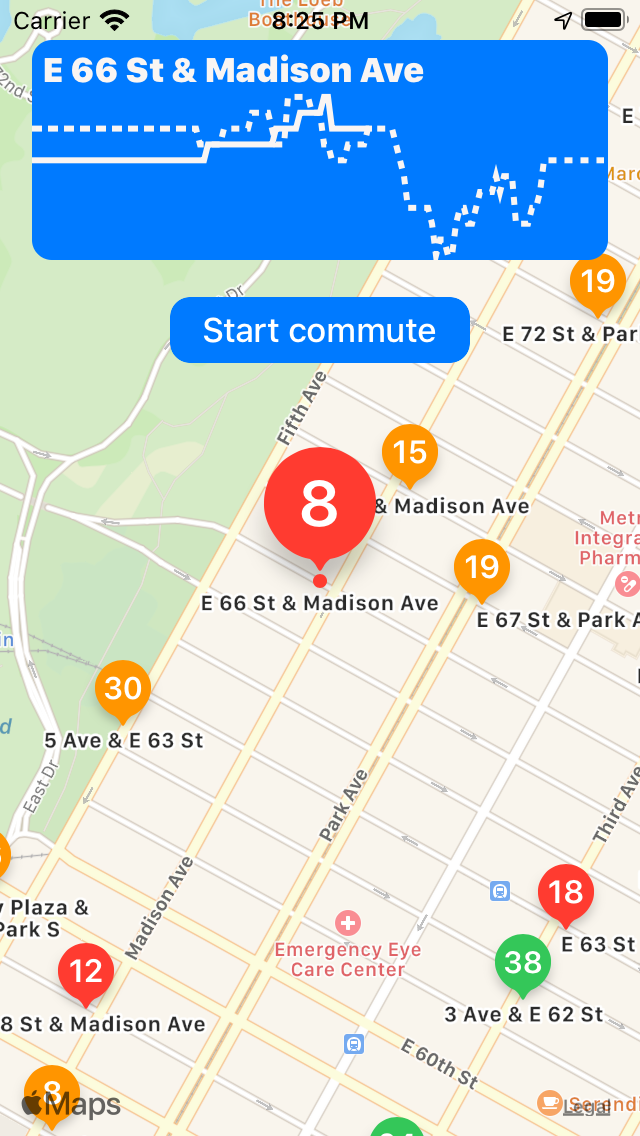 The Loeb
Boathouse
Carrier
8:25 PM
72nd S
E 66 St & Madison Ave
E
Marc
Dr
19
E 72 St & Par
Start commute
Fifth Ave
15
& Madison Ave
8
E 66 St & Madison Ave
Metr
Integra
Pharm
19
E 67 St & Park A
in
30
5 Ave & E 63 St
d
East Dr
Park Ave
Third Ave
18
E 63 St
y Plaza &
Park S
Madison Ave
Emergency Eye
Care Center
38
3 Ave & E 62 St
12
8 St & Madison Ave
E 60th St
8
Maps
Serendi
Legal